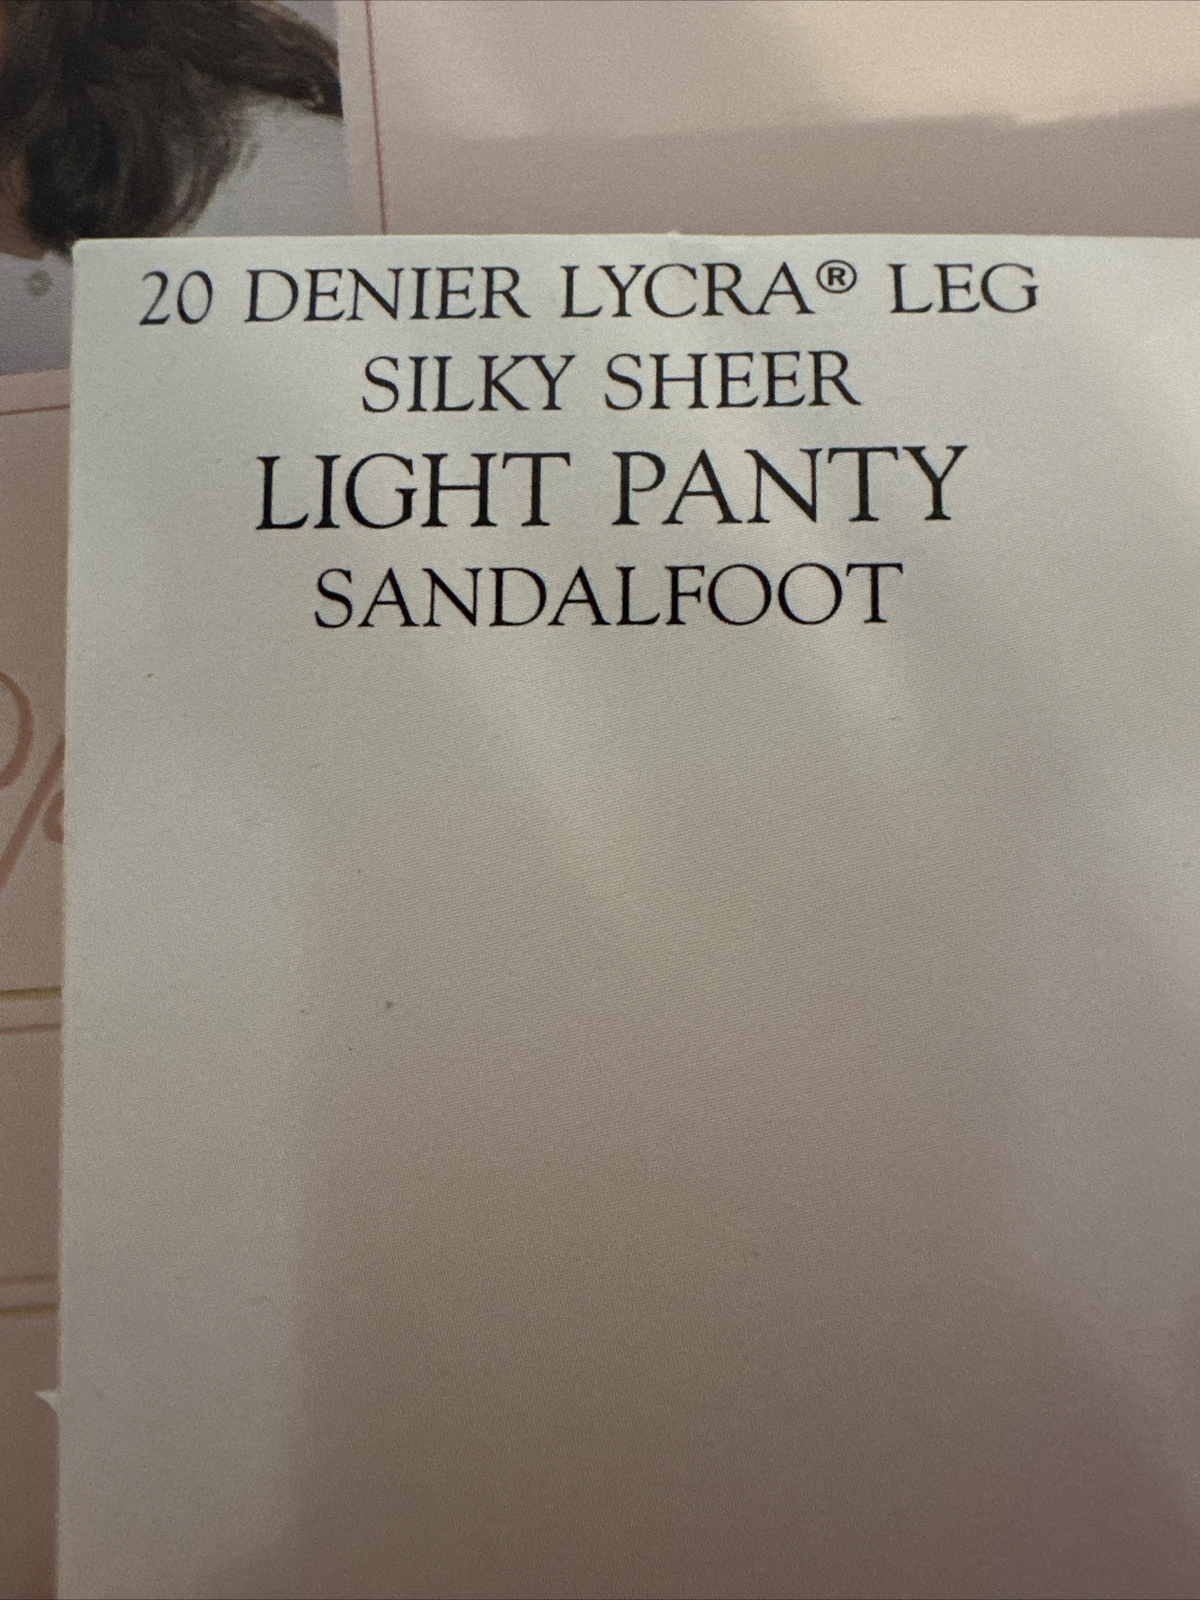 20 DENIER LYCRA® LEG
SILKY SHEER
LIGHT PANTY
SANDALFOOT
%